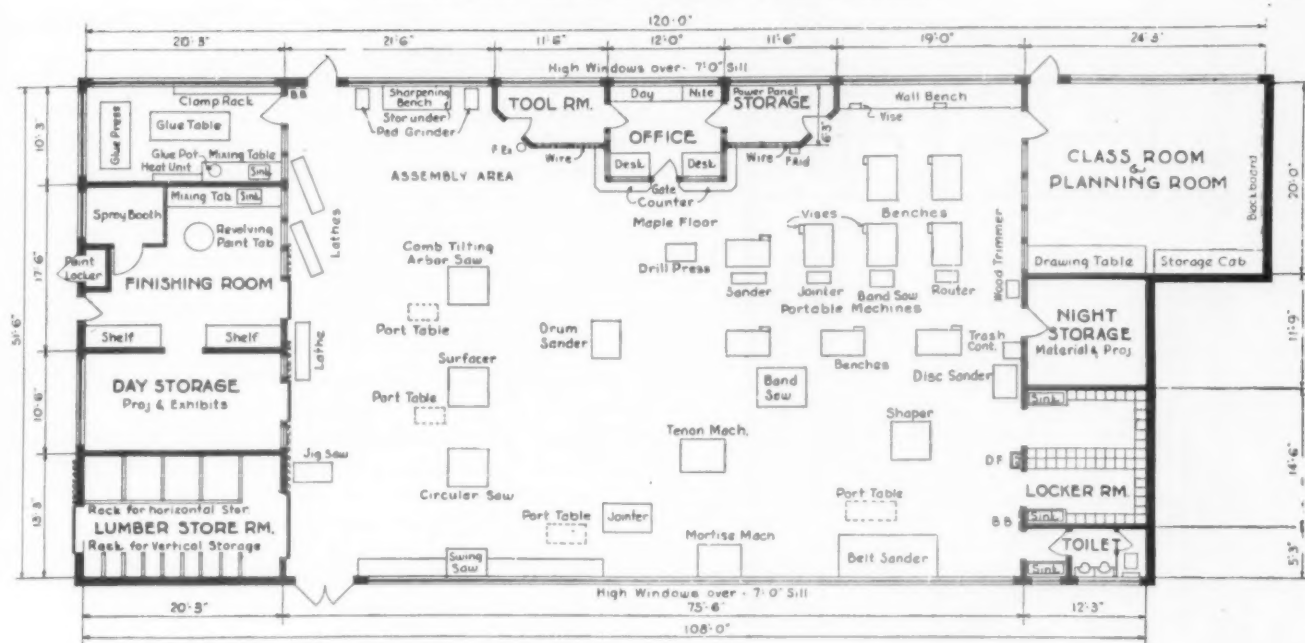 120'-0"
20'-3"
21'-6"
11'-6"
12'-0"
11'-6"
19'-0"
24'-3"
High Windows over - 7'-0" Sill
Clamp Rack
Glue Table
Glue Press
Glue Pot
Mixing Table
Heat Unit
Sink
B B
Sharpening
Bench
Stor under
Ped Grinder
TOOL RM.
F. Ex
Wire
Day
Nite
OFFICE
Desk
Desk
Gate
Counter
Power Panel
STORAGE
6'-3"
Wire
F. Aid
Wall Bench
Vise
CLASS ROOM
&
PLANNING ROOM
Blackboard
Drawing Table
Storage Cab
ASSEMBLY AREA
Maple Floor
Mixing Tab
Sink
Spray Booth
Revolving
Paint Tab
Paint
Locker
FINISHING ROOM
Shelf
Shelf
Lathes
Lathe
Comb Tilting
Arbor Saw
Port Table
Drill Press
Vises
Benches
Sander
Jointer
Band Saw
Router
Portable Machines
Wood Trimmer
NIGHT
STORAGE
Material & Proj
Trash
Cont.
Drum
Sander
Benches
Disc Sander
DAY STORAGE
Proj & Exhibits
Surfacer
Port Table
Band
Saw
Shaper
Sink
Tenon Mach.
D F
LOCKER RM.
Sink
B B
Jig Saw
Circular Saw
Rack for horizontal Stor.
LUMBER STORE RM.
Rack for Vertical Storage
Port Table
Jointer
Port Table
Swing
Saw
Mortise Mach
Belt Sander
TOILET
Sink
High Windows over - 7'-0" Sill
20'-3"
75'-6"
12'-3"
108'-0"
51'-6"
10'-3"
17'-6"
10'-6"
13'-3"
20'-0"
11'-9"
14'-6"
5'-3"